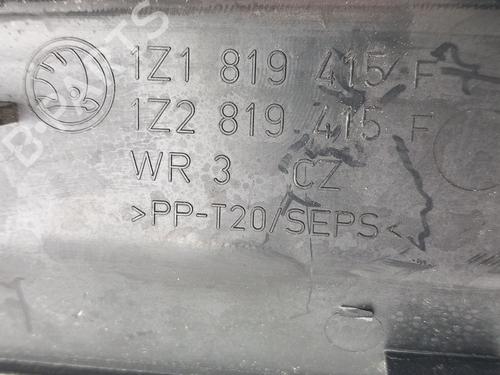 1Z1 819 415 F
1Z2 819 415 F
WR 3 CZ
>PP-T20/SEPS<